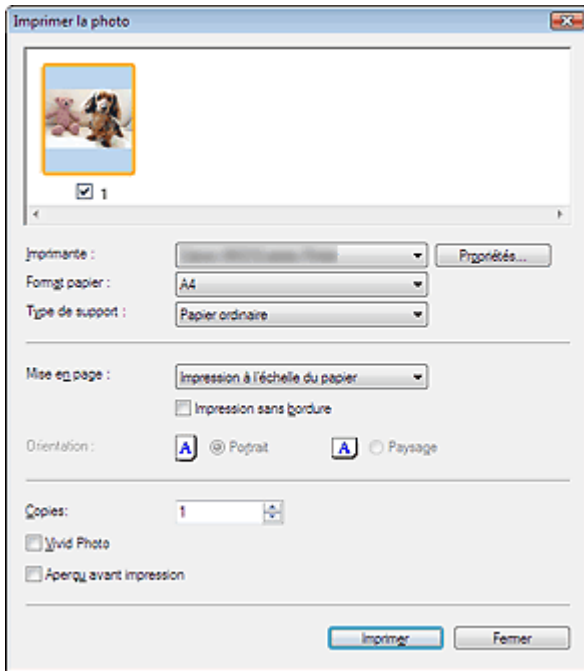 Imprimer la photo
1
Imprimante :
Propriétés...
Format papier :
A4
Type de support :
Papier ordinaire
Mise en page :
Impression à l'échelle du papier
Impression sans bordure
Orientation :
A
Portrait
A
Paysage
Copies:
1
Vivid Photo
Aperçu avant impression
Imprimer
Fermer